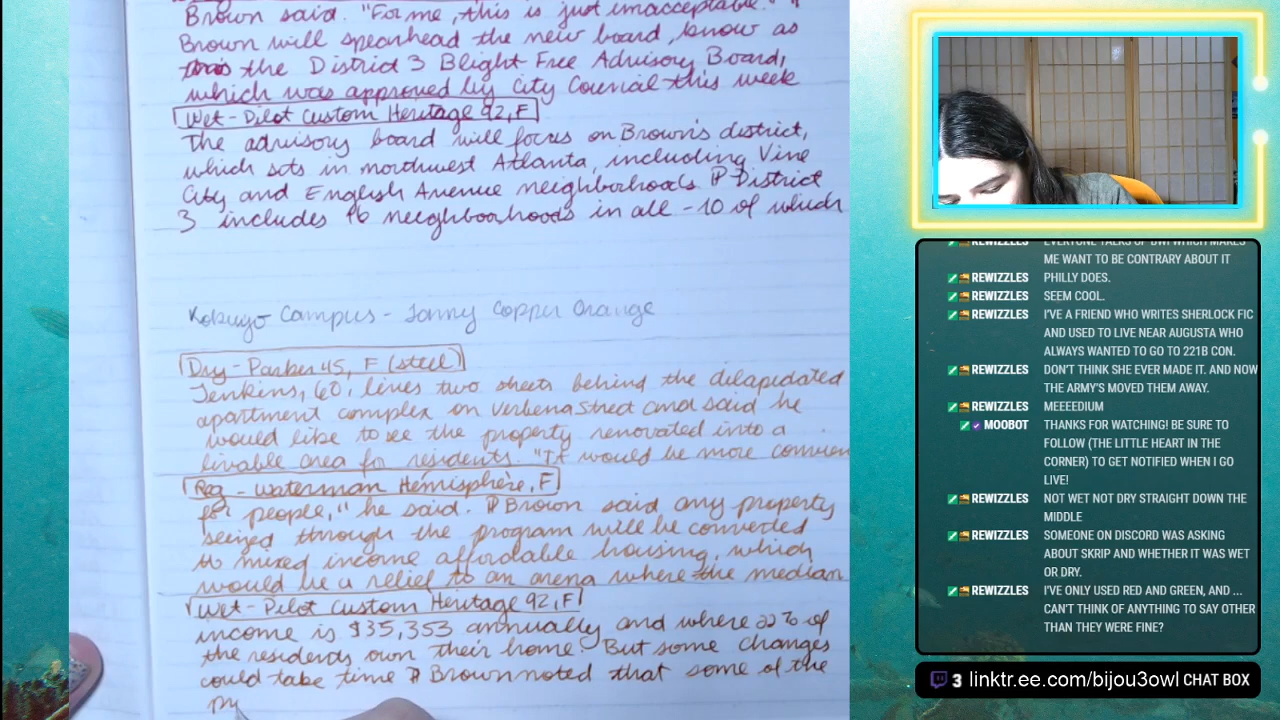 Brown said. "For me, this is just inacceptable." ¶
Brown will spearhead the new board, know as
the District 3 Blight Free Advisory Board,
which was approved by City Council this week
Wet - Pilot Custom Heritage 92, F
The advisory board will focus on Brown's district,
which sots in northwest Atlanta, including Vine
City and English Avenue neighborhoods ¶ District
3 includes 16 neighboorhoods in all - 10 of which
Kobugo Campus - Sonny Copper Orange
Dry - Parker 45, F (steel)
Jenkins, 60, lives two sheets behind the delapidated
apartment complex on Verbena Street and said he
would like to see the property renovated into a
livable area for residents. "It would be more conven
Reg - Waterman Hemisphère, F
for people," he said. ¶ Brown said any property
seized through the program will be converted
to mixed income affordable housing, which
would be a relief to an arena where the median
Wet - Pilot Custom Heritage 92, F
income is $35,353 annually and where 22% of
the residents own their home. But some changes
could take time ¶ Brown noted that some of the
REWIZZLES EVERYONE TALKS OF DWI WHICH MAKES
ME WANT TO BE CONTRARY ABOUT IT
REWIZZLES PHILLY DOES.
REWIZZLES SEEM COOL.
REWIZZLES I'VE A FRIEND WHO WRITES SHERLOCK FIC
AND USED TO LIVE NEAR AUGUSTA WHO
ALWAYS WANTED TO GO TO 221B CON.
REWIZZLES DON'T THINK SHE EVER MADE IT. AND NOW
THE ARMY'S MOVED THEM AWAY.
REWIZZLES MEEEEDIUM
MOOBOT THANKS FOR WATCHING! BE SURE TO
FOLLOW (THE LITTLE HEART IN THE
CORNER) TO GET NOTIFIED WHEN I GO
LIVE!
REWIZZLES NOT WET NOT DRY STRAIGHT DOWN THE
MIDDLE
REWIZZLES SOMEONE ON DISCORD WAS ASKING
ABOUT SKRIP AND WHETHER IT WAS WET
OR DRY.
REWIZZLES I'VE ONLY USED RED AND GREEN, AND ...
CAN'T THINK OF ANYTHING TO SAY OTHER
THAN THEY WERE FINE?
3 linktr.ee.com/bijou3owl CHAT BOX